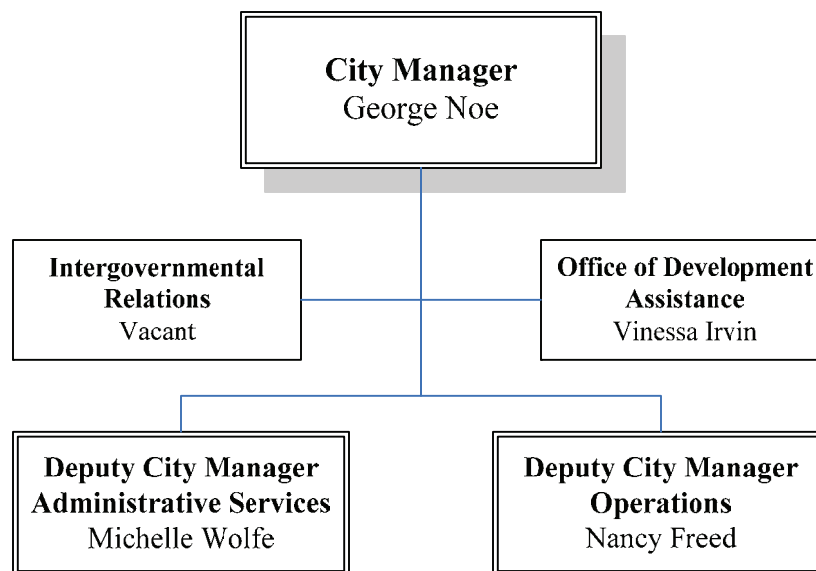 City Manager
George Noe
Intergovernmental
Relations
Vacant
Office of Development
Assistance
Vinessa Irvin
Deputy City Manager
Administrative Services
Michelle Wolfe
Deputy City Manager
Operations
Nancy Freed